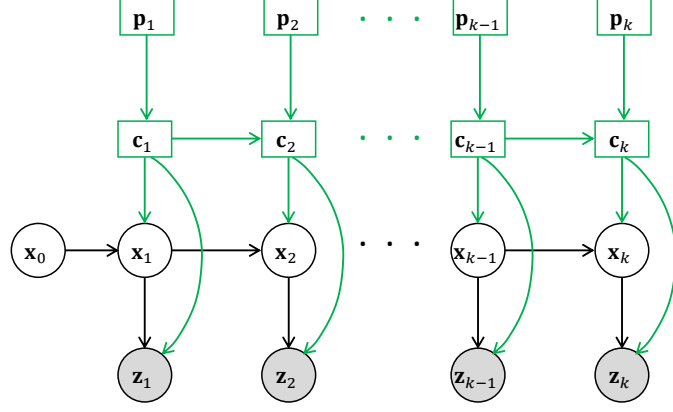 p₁ p₂ · · · pₖ₋₁ pₖ
c₁ c₂ · · · cₖ₋₁ cₖ
x₀ x₁ x₂ · · · xₖ₋₁ xₖ
z₁ z₂ zₖ₋₁ zₖ